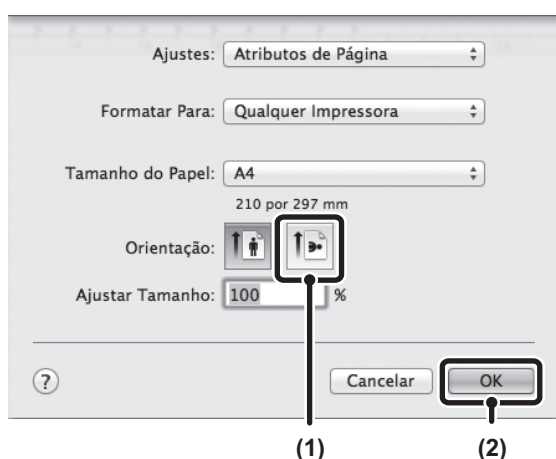 Ajustes: Atributos de Página
Formatar Para: Qualquer Impressora
Tamanho do Papel: A4
210 por 297 mm
Orientação:
Ajustar Tamanho: 100 %
? Cancelar OK
(1) (2)